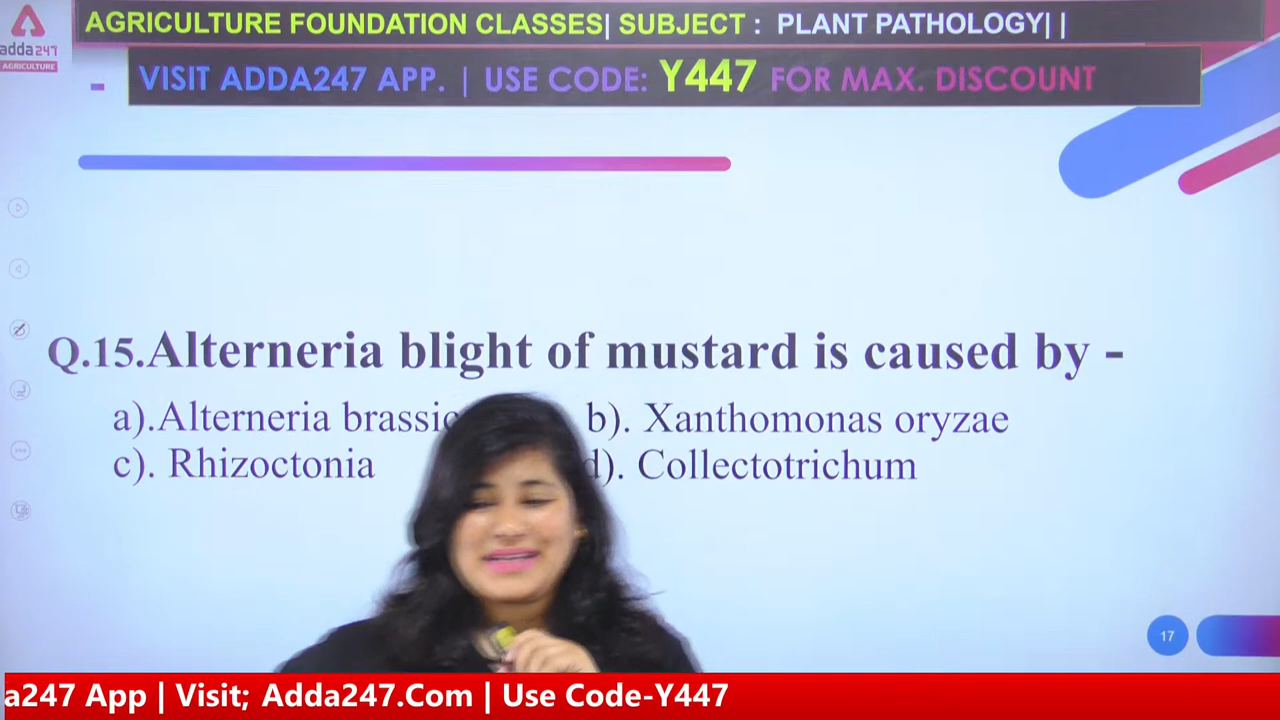 AGRICULTURE FOUNDATION CLASSES| SUBJECT : PLANT PATHOLOGY| |
adda247
AGRICULTURE
- VISIT ADDA247 APP. | USE CODE: Y447 FOR MAX. DISCOUNT
Q.15.Alterneria blight of mustard is caused by -
a).Alterneria b). Xanthomonas oryzae
c). Rhizoctonia d). Collectotrichum
17
a247 App | Visit; Adda247.Com | Use Code-Y447